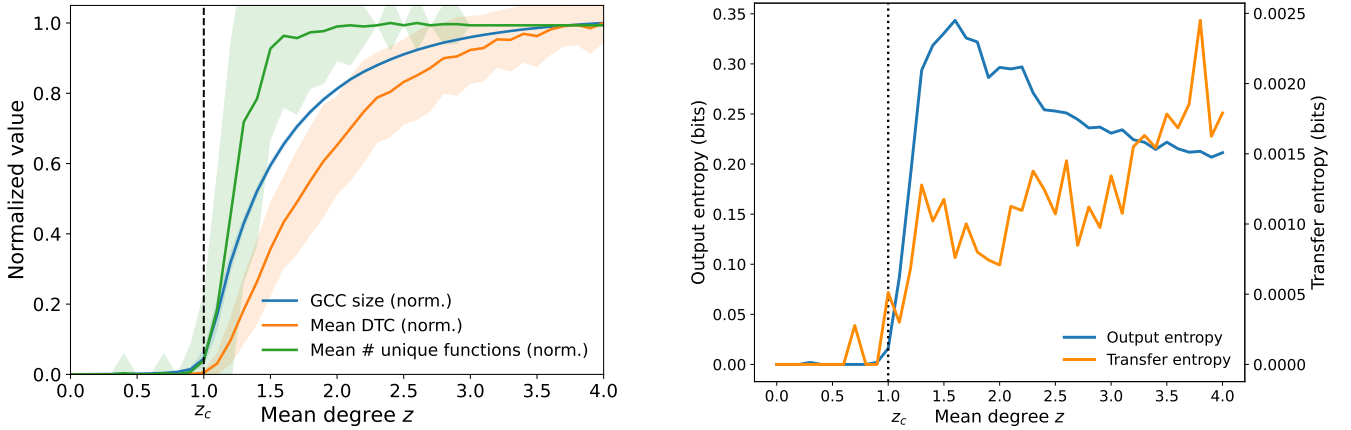 Normalized value
1.0
0.8
0.6
0.4
0.2
0.0
GCC size (norm.)
Mean DTC (norm.)
Mean # unique functions (norm.)
0.0 0.5 1.0 1.5 2.0 2.5 3.0 3.5 4.0
z_c
Mean degree z
Output entropy (bits)
0.35
0.30
0.25
0.20
0.15
0.10
0.05
0.00
Output entropy
Transfer entropy
0.0 0.5 1.0 1.5 2.0 2.5 3.0 3.5 4.0
z_c
Mean degree z
0.0025
0.0020
0.0015
0.0010
0.0005
0.0000
Transfer entropy (bits)